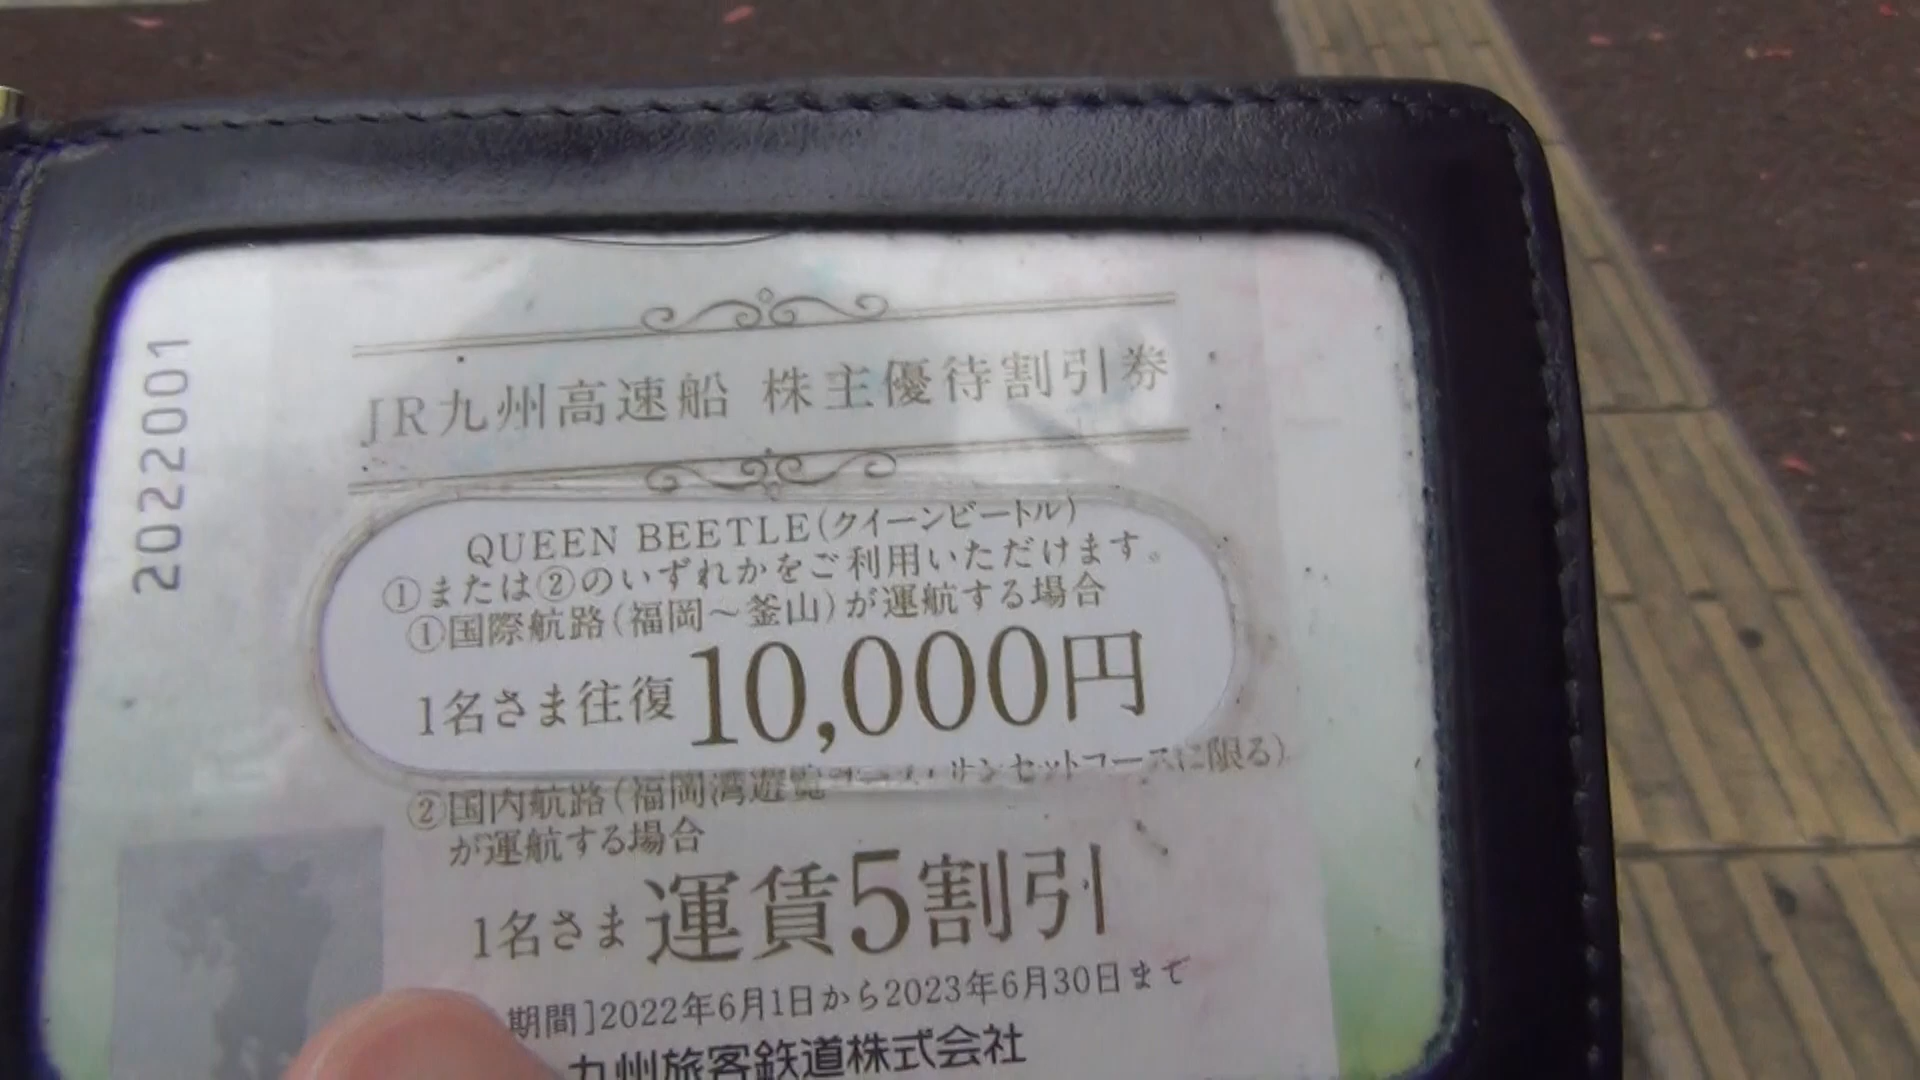 2022001
JR九州高速船 株主優待割引券
QUEEN BEETLE(クイーンビートル)
①または②のいずれかをご利用いただけます。
①国際航路(福岡～釜山)が運航する場合
1名さま往復10,000円
②国内航路(福岡湾遊覧 サンセットコースに限る)
が運航する場合
1名さま 運賃5割引
期間]2022年6月1日から2023年6月30日まで
九州旅客鉄道株式会社